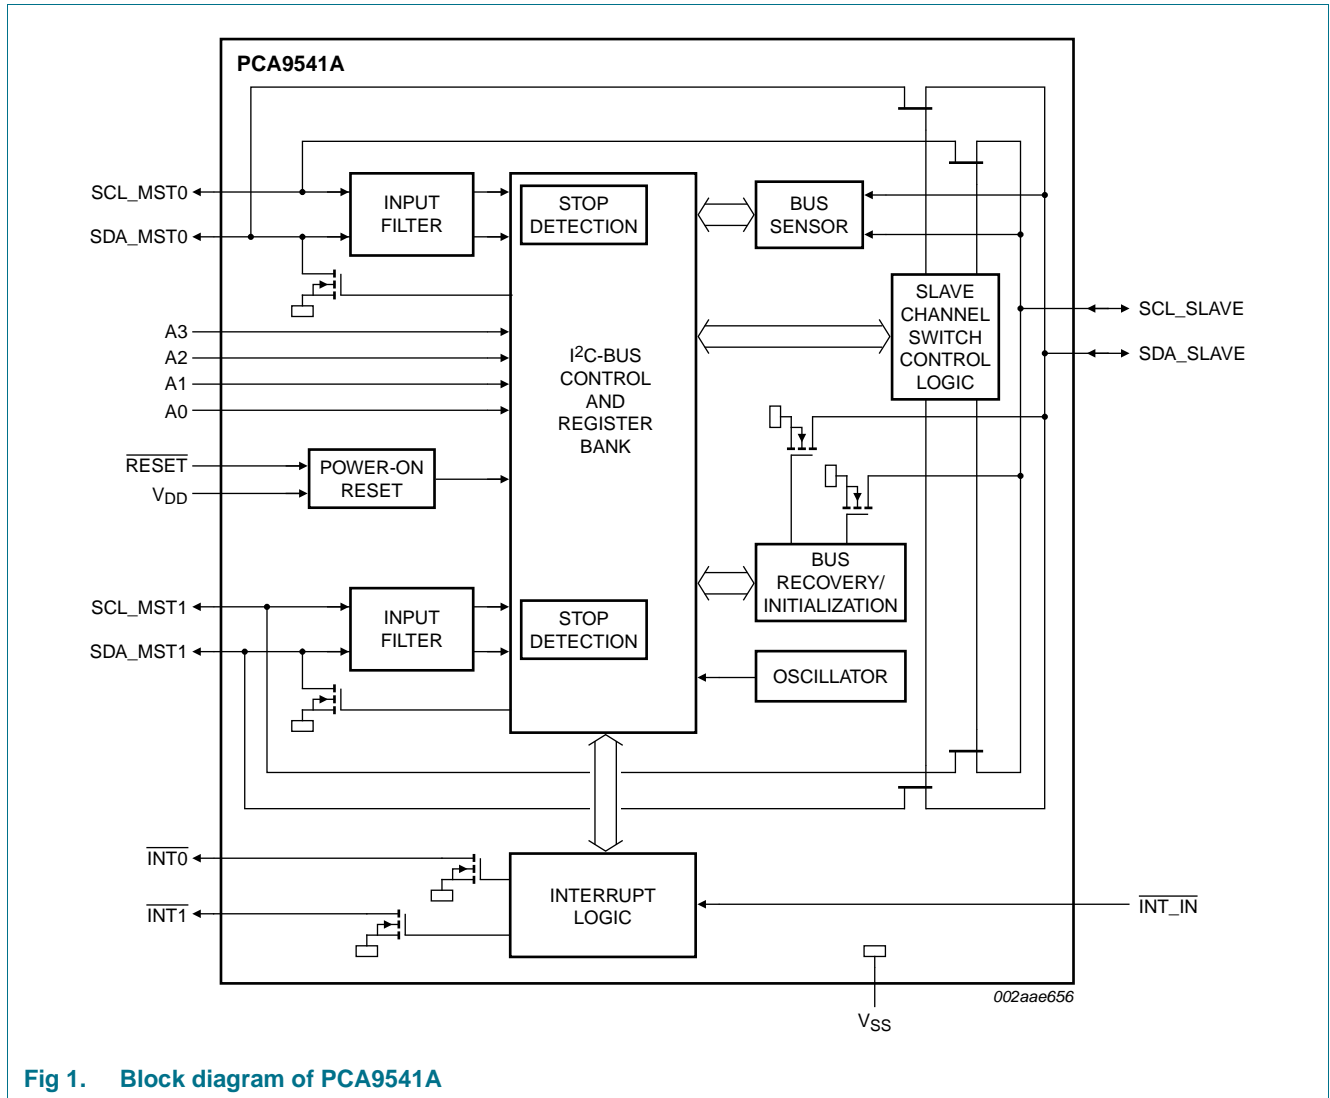 PCA9541A
SCL_MST0
SDA_MST0
INPUT
FILTER
STOP
DETECTION
BUS
SENSOR
A3
A2
A1
A0
I2C-BUS
CONTROL
AND
REGISTER
BANK
SLAVE
CHANNEL
SWITCH
CONTROL
LOGIC
SCL_SLAVE
SDA_SLAVE
RESET
VDD
POWER-ON
RESET
BUS
RECOVERY/
INITIALIZATION
SCL_MST1
SDA_MST1
INPUT
FILTER
STOP
DETECTION
OSCILLATOR
INT0
INT1
INTERRUPT
LOGIC
INT_IN
VSS
002aae656
Fig 1. Block diagram of PCA9541A